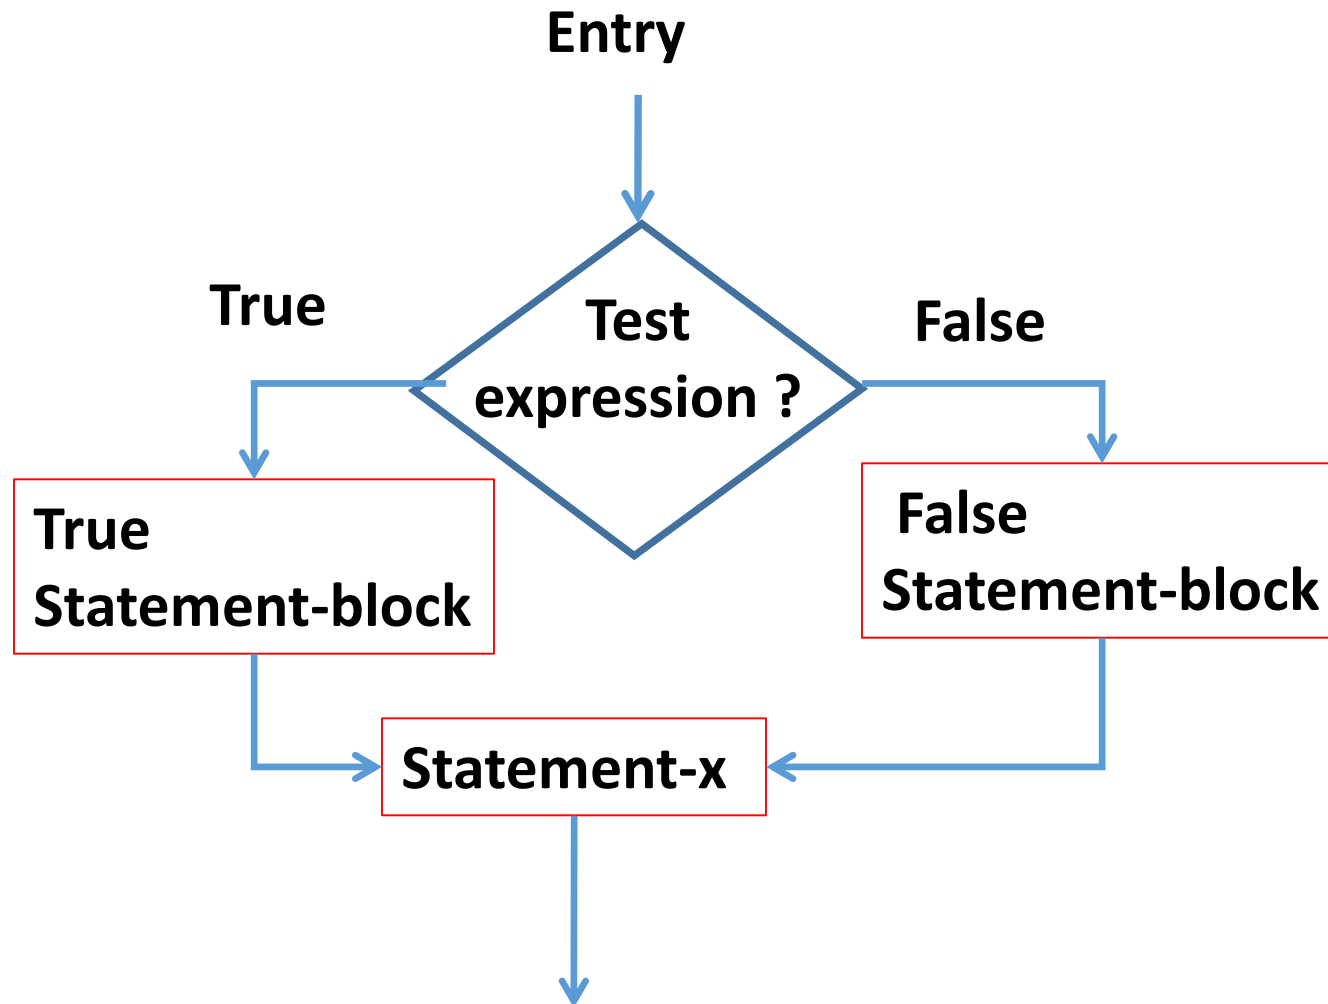 Entry
True
Test
expression ?
False
True
Statement-block
False
Statement-block
Statement-x